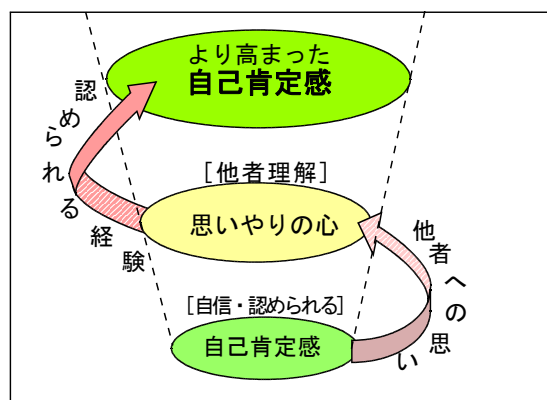 より高まった
自己肯定感
認められる経験
[他者理解]
思いやりの心
他者への思い
[自信・認められる]
自己肯定感